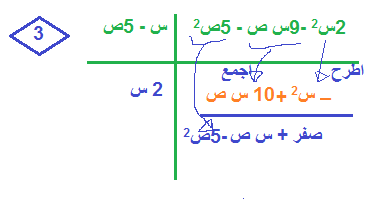 3
2س² -9س ص - 5ص² س - 5ص
اطرح اجمع
– س² +10 س ص 2 س
صفر + س ص -5ص²